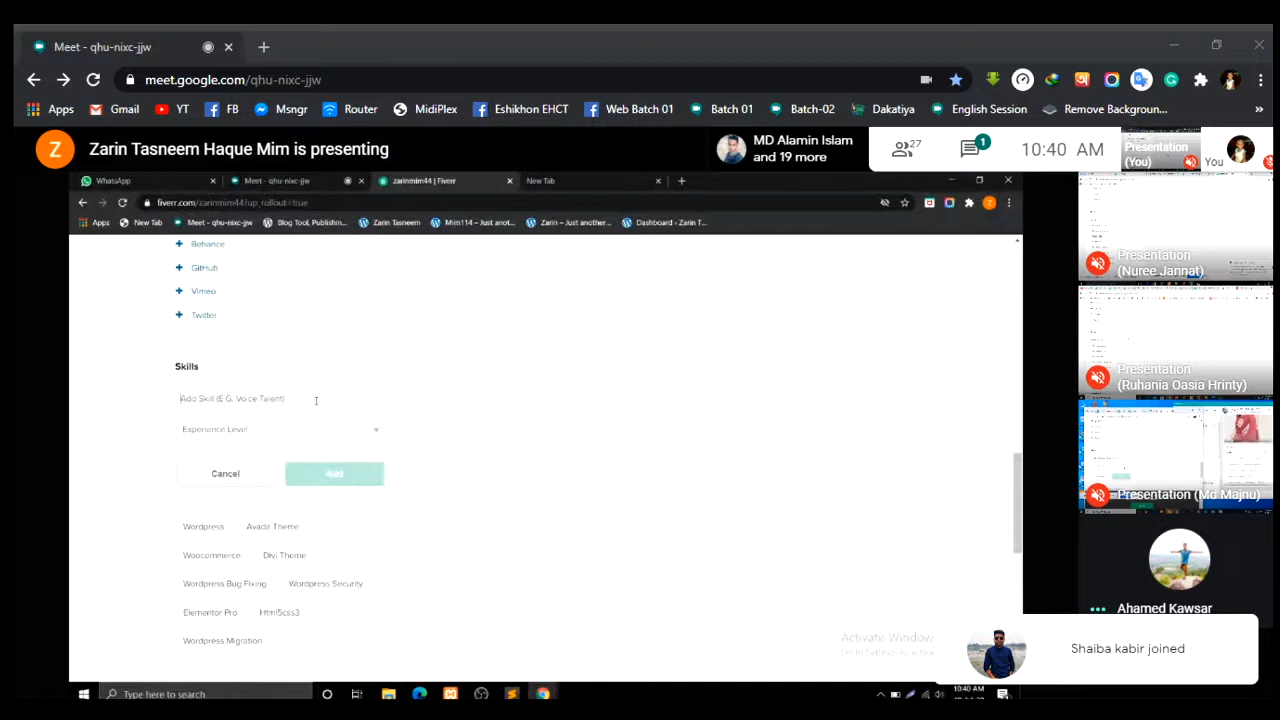 Meet - qhu-nixc-jjw
meet.google.com/qhu-nixc-jjw
Apps Gmail YT FB Msngr Router MidiPlex Eshikhon EHCT Web Batch 01 Batch 01 Batch-02 Dakatiya English Session Remove Backgroun... »
Z Zarin Tasneem Haque Mim is presenting
MD Alamin Islam
and 19 more
27
1
10:40 AM
Presentation
(You)
You
WhatsApp Meet - qhu-nixc-jjw zarinmim44 | Fiverr New Tab
fiverr.com/zarinmim44?up_rollout=true
Apps New Tab Meet - qhu-nixc-jjw Blog Tool, Publishin... Zarin Tasneem Mim114 – Just anot... Zarin – Just another... Dashboard ‹ Zarin T...
Behance
GitHub
Vimeo
Twitter
Skills
Add Skill (E.G. Voice Talent)
Experience Level
Cancel Add
Wordpress Avada Theme
Woocommerce Divi Theme
Wordpress Bug Fixing Wordpress Security
Elementor Pro Html5css3
Wordpress Migration
Activate Window
Type here to search
10:40 AM
Presentation
(Nuree Jannat)
Presentation
(Ruhania Oasia Hrinty)
Presentation (Md Majnu)
Ahamed Kawsar
Shaiba kabir joined